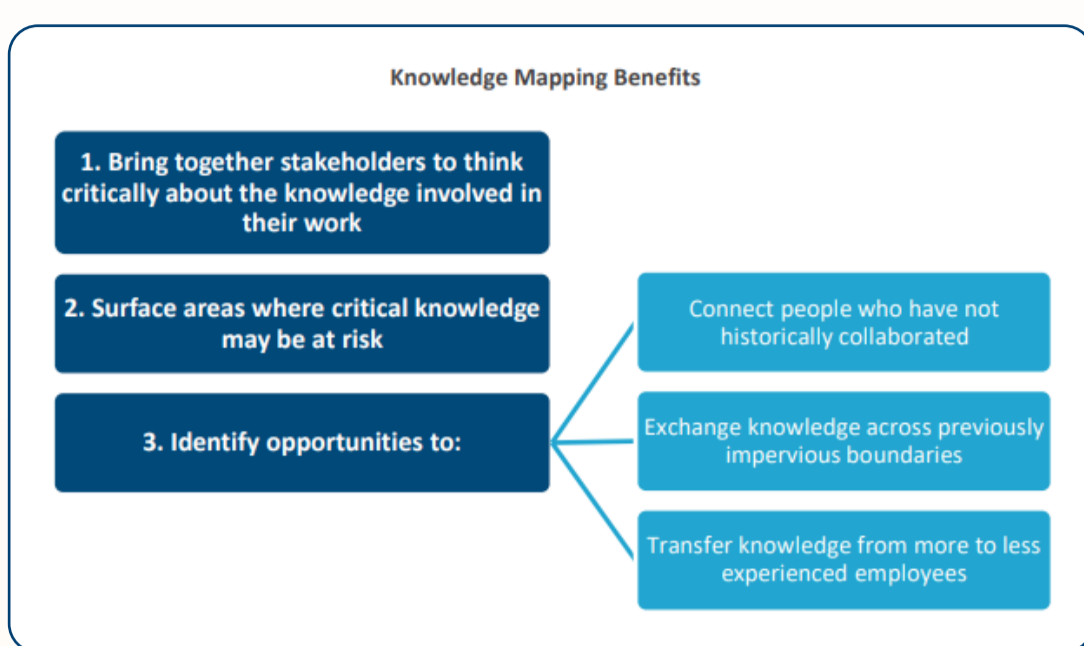 Knowledge Mapping Benefits
1. Bring together stakeholders to think
critically about the knowledge involved in
their work
2. Surface areas where critical knowledge
may be at risk
3. Identify opportunities to:
Connect people who have not
historically collaborated
Exchange knowledge across previously
impervious boundaries
Transfer knowledge from more to less
experienced employees